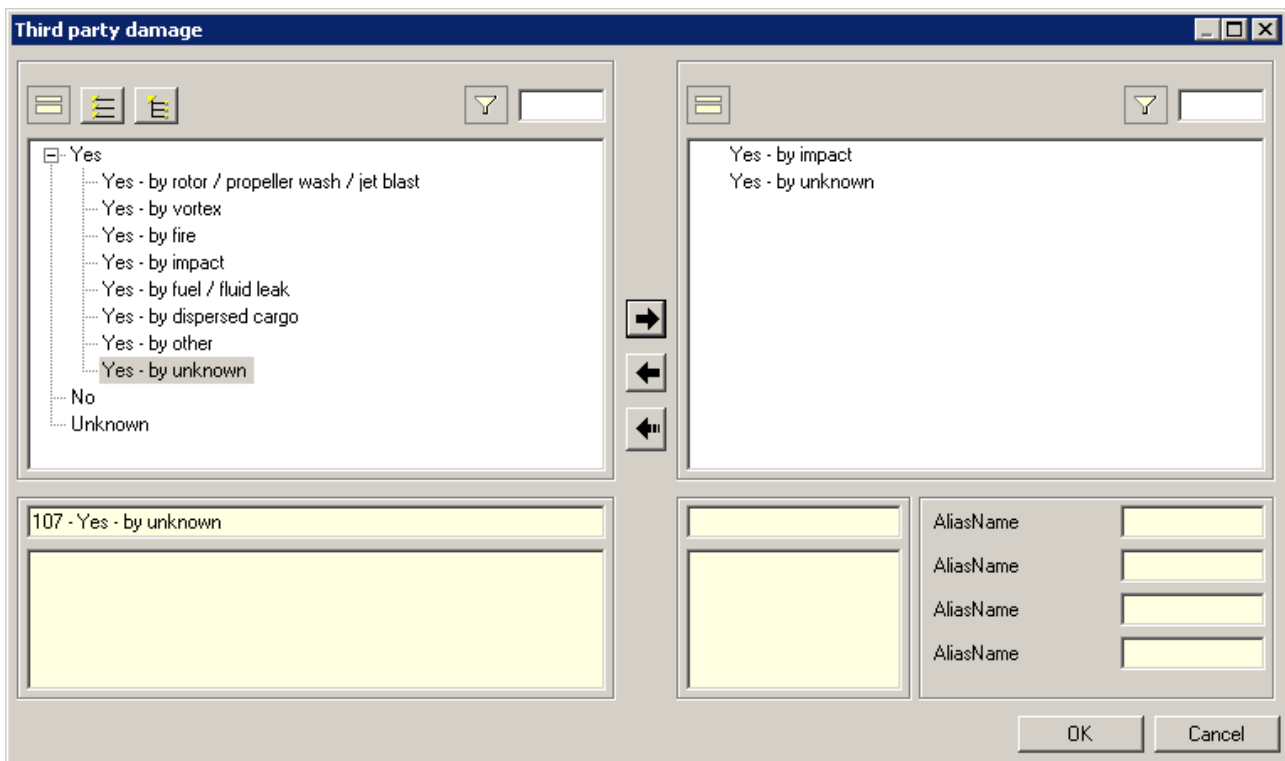 Third party damage
Yes
Yes - by rotor / propeller wash / jet blast
Yes - by vortex
Yes - by fire
Yes - by impact
Yes - by fuel / fluid leak
Yes - by dispersed cargo
Yes - by other
Yes - by unknown
No
Unknown
Yes - by impact
Yes - by unknown
107 - Yes - by unknown
AliasName
AliasName
AliasName
AliasName
OK
Cancel